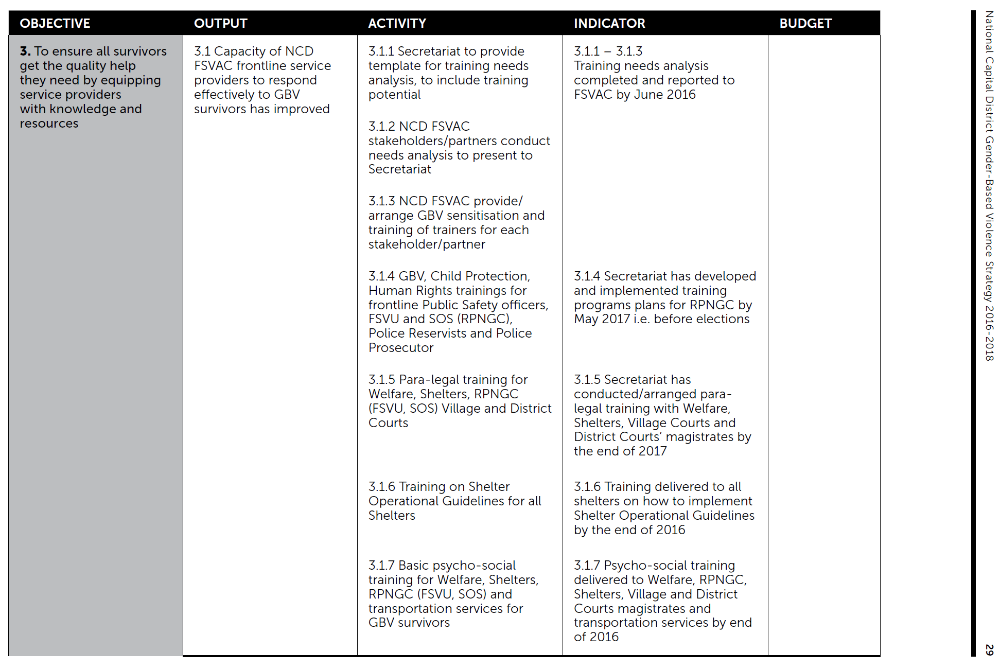 OBJECTIVE
OUTPUT
ACTIVITY
INDICATOR
BUDGET
3. To ensure all survivors
get the quality help
they need by equipping
service providers
with knowledge and
resources
3.1 Capacity of NCD
FSVAC frontline service
providers to respond
effectively to GBV
survivors has improved
3.1.1 Secretariat to provide
template for training needs
analysis, to include training
potential
3.1.1 – 3.1.3
Training needs analysis
completed and reported to
FSVAC by June 2016
3.1.2 NCD FSVAC
stakeholders/partners conduct
needs analysis to present to
Secretariat
3.1.3 NCD FSVAC provide/
arrange GBV sensitisation and
training of trainers for each
stakeholder/partner
3.1.4 GBV, Child Protection,
Human Rights trainings for
frontline Public Safety officers,
FSVU and SOS (RPNGC),
Police Reservists and Police
Prosecutor
3.1.4 Secretariat has developed
and implemented training
programs plans for RPNGC by
May 2017 i.e. before elections
3.1.5 Para-legal training for
Welfare, Shelters, RPNGC
(FSVU, SOS) Village and District
Courts
3.1.5 Secretariat has
conducted/arranged para-
legal training with Welfare,
Shelters, Village Courts and
District Courts’ magistrates by
the end of 2017
3.1.6 Training on Shelter
Operational Guidelines for all
Shelters
3.1.6 Training delivered to all
shelters on how to implement
Shelter Operational Guidelines
by the end of 2016
3.1.7 Basic psycho-social
training for Welfare, Shelters,
RPNGC (FSVU, SOS) and
transportation services for
GBV survivors
3.1.7 Psycho-social training
delivered to Welfare, RPNGC,
Shelters, Village and District
Courts magistrates and
transportation services by end
of 2016
National Capital District Gender-Based Violence Strategy 2016-2018
29